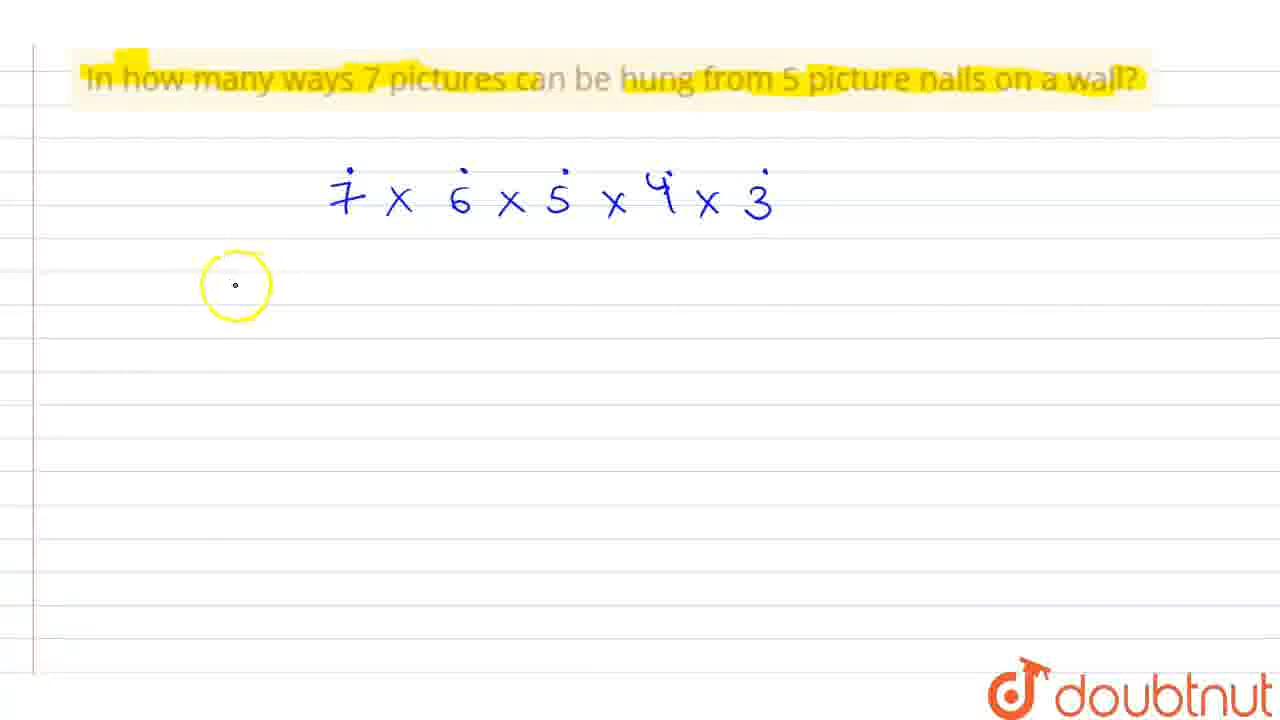 In how many ways 7 pictures can be hung from 5 picture nails on a wall?
7 x 6 x 5 x 4 x 3
doubtnut